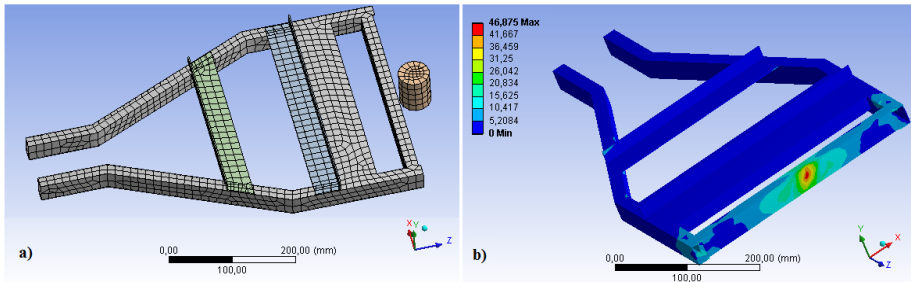 a)
0,00
200,00 (mm)
100,00
X
Y
Z
46,875 Max
41,667
36,459
31,25
26,042
20,834
15,625
10,417
5,2084
0 Min
b)
0,00
200,00 (mm)
100,00
Y
X
Z